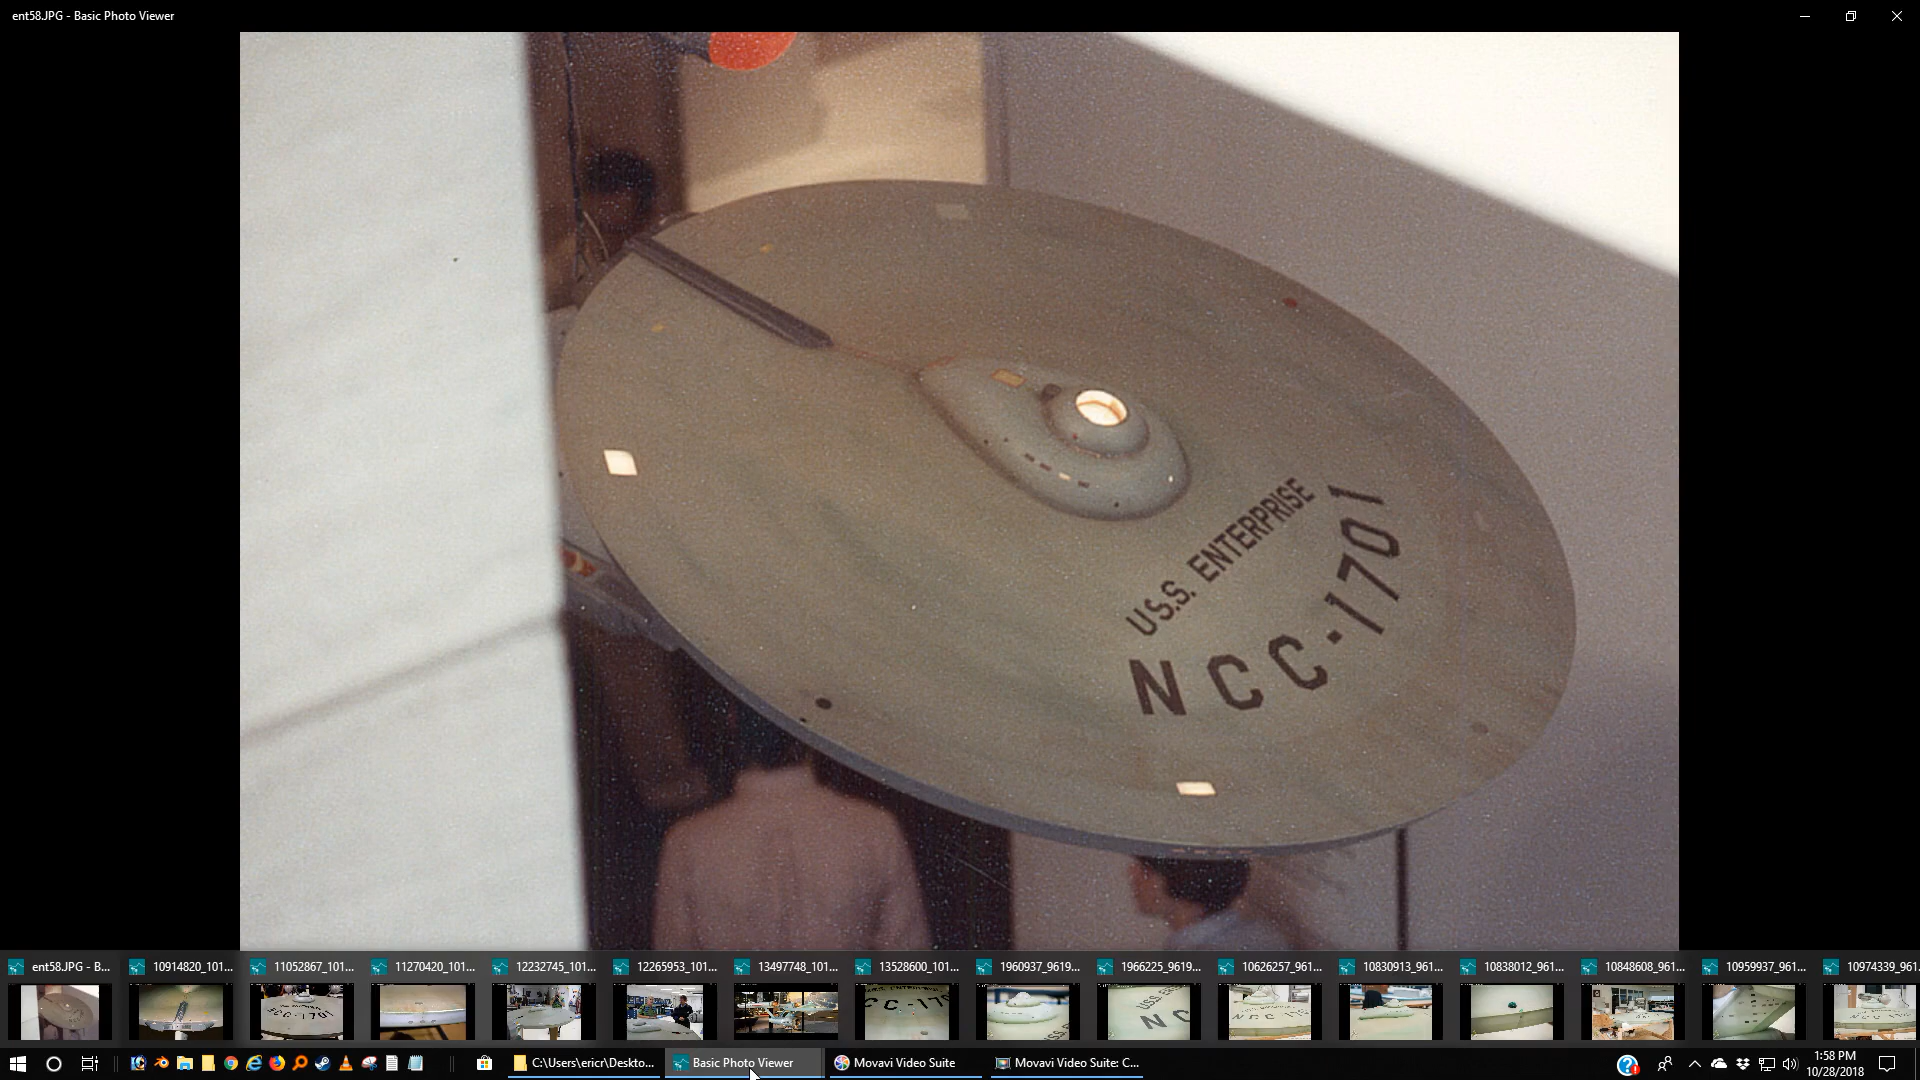 ent58.JPG - Basic Photo Viewer
U.S.S. ENTERPRISE
NCC-1701
ent58.JPG - B...
10914820_101...
11052867_101...
11270420_101...
12232745_101...
12265953_101...
13497748_101...
13528600_101...
1960937_9619...
1966225_9619...
10626257_961...
10830913_961...
10838012_961...
10848608_961...
10959937_961...
10974339_961
C:\Users\ericr\Deskto...
Basic Photo Viewer
Movavi Video Suite
Movavi Video Suite: C...
1:58 PM
10/28/2018